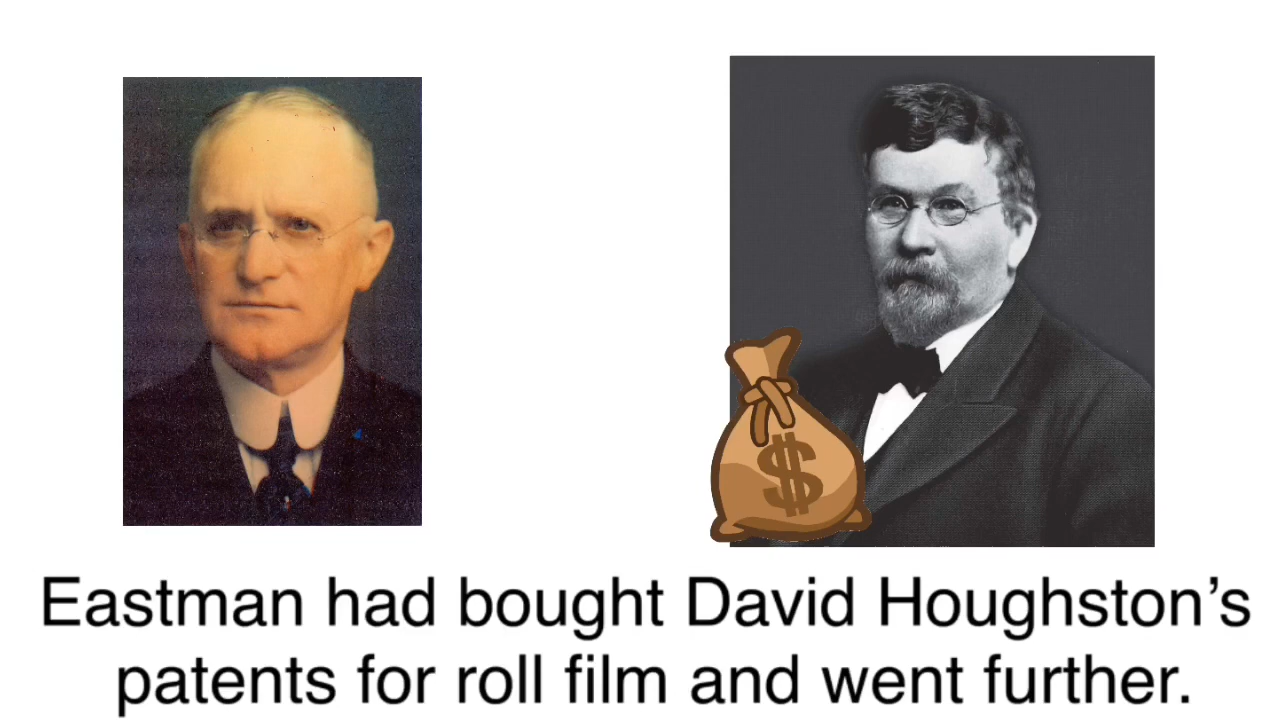 $
Eastman had bought David Houghston’s
patents for roll film and went further.